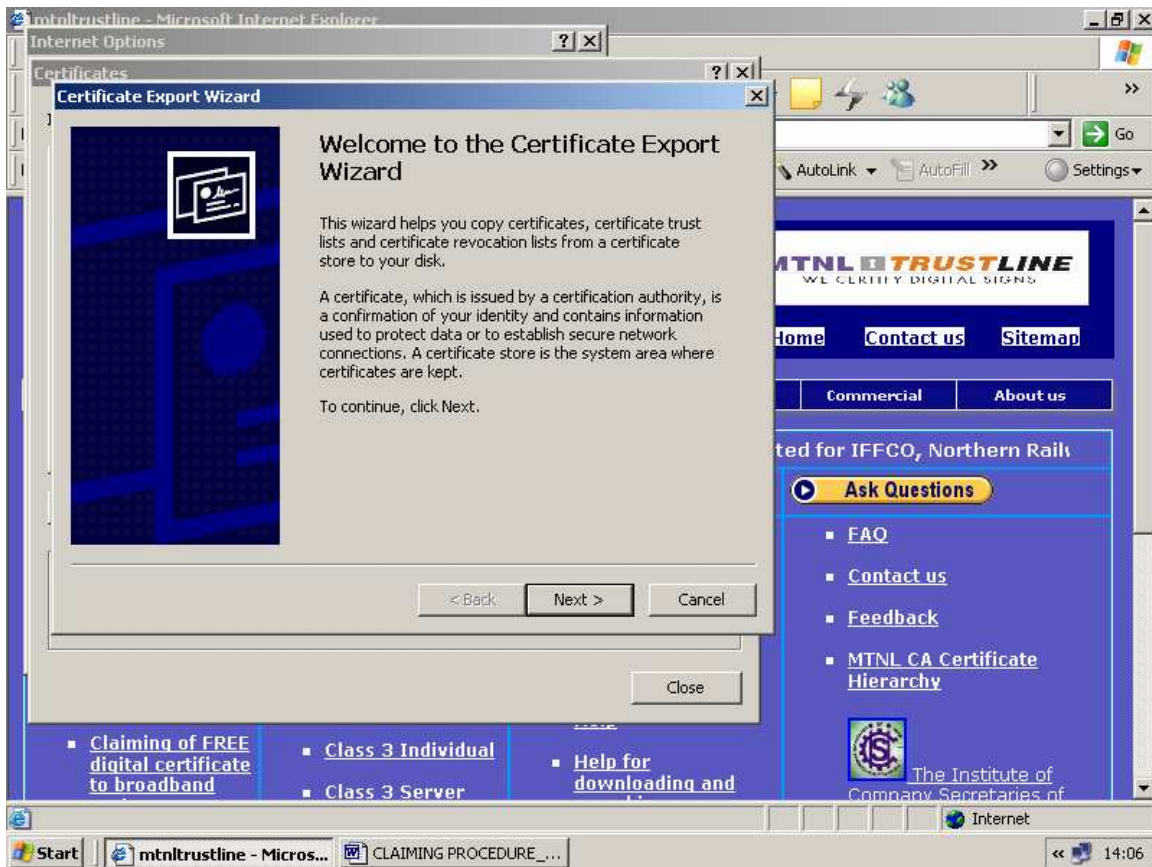 mtnltrustline - Microsoft Internet Explorer
Internet Options
Certificates
Certificate Export Wizard
Welcome to the Certificate Export
Wizard
This wizard helps you copy certificates, certificate trust
lists and certificate revocation lists from a certificate
store to your disk.
A certificate, which is issued by a certification authority, is
a confirmation of your identity and contains information
used to protect data or to establish secure network
connections. A certificate store is the system area where
certificates are kept.
To continue, click Next.
< Back
Next >
Cancel
Close
Go
AutoLink
AutoFill
Settings
MTNL TRUSTLINE
WE CERTIFY DIGITAL SIGNS
Home
Contact us
Sitemap
Commercial
About us
ted for IFFCO, Northern Rail
Ask Questions
FAQ
Contact us
Feedback
MTNL CA Certificate
Hierarchy
The Institute of
Company Secretaries of
Claiming of FREE
digital certificate
to broadband
Class 3 Individual
Class 3 Server
Help
Help for
downloading and
Internet
Start
mtnltrustline - Micros...
CLAIMING PROCEDURE_...
14:06